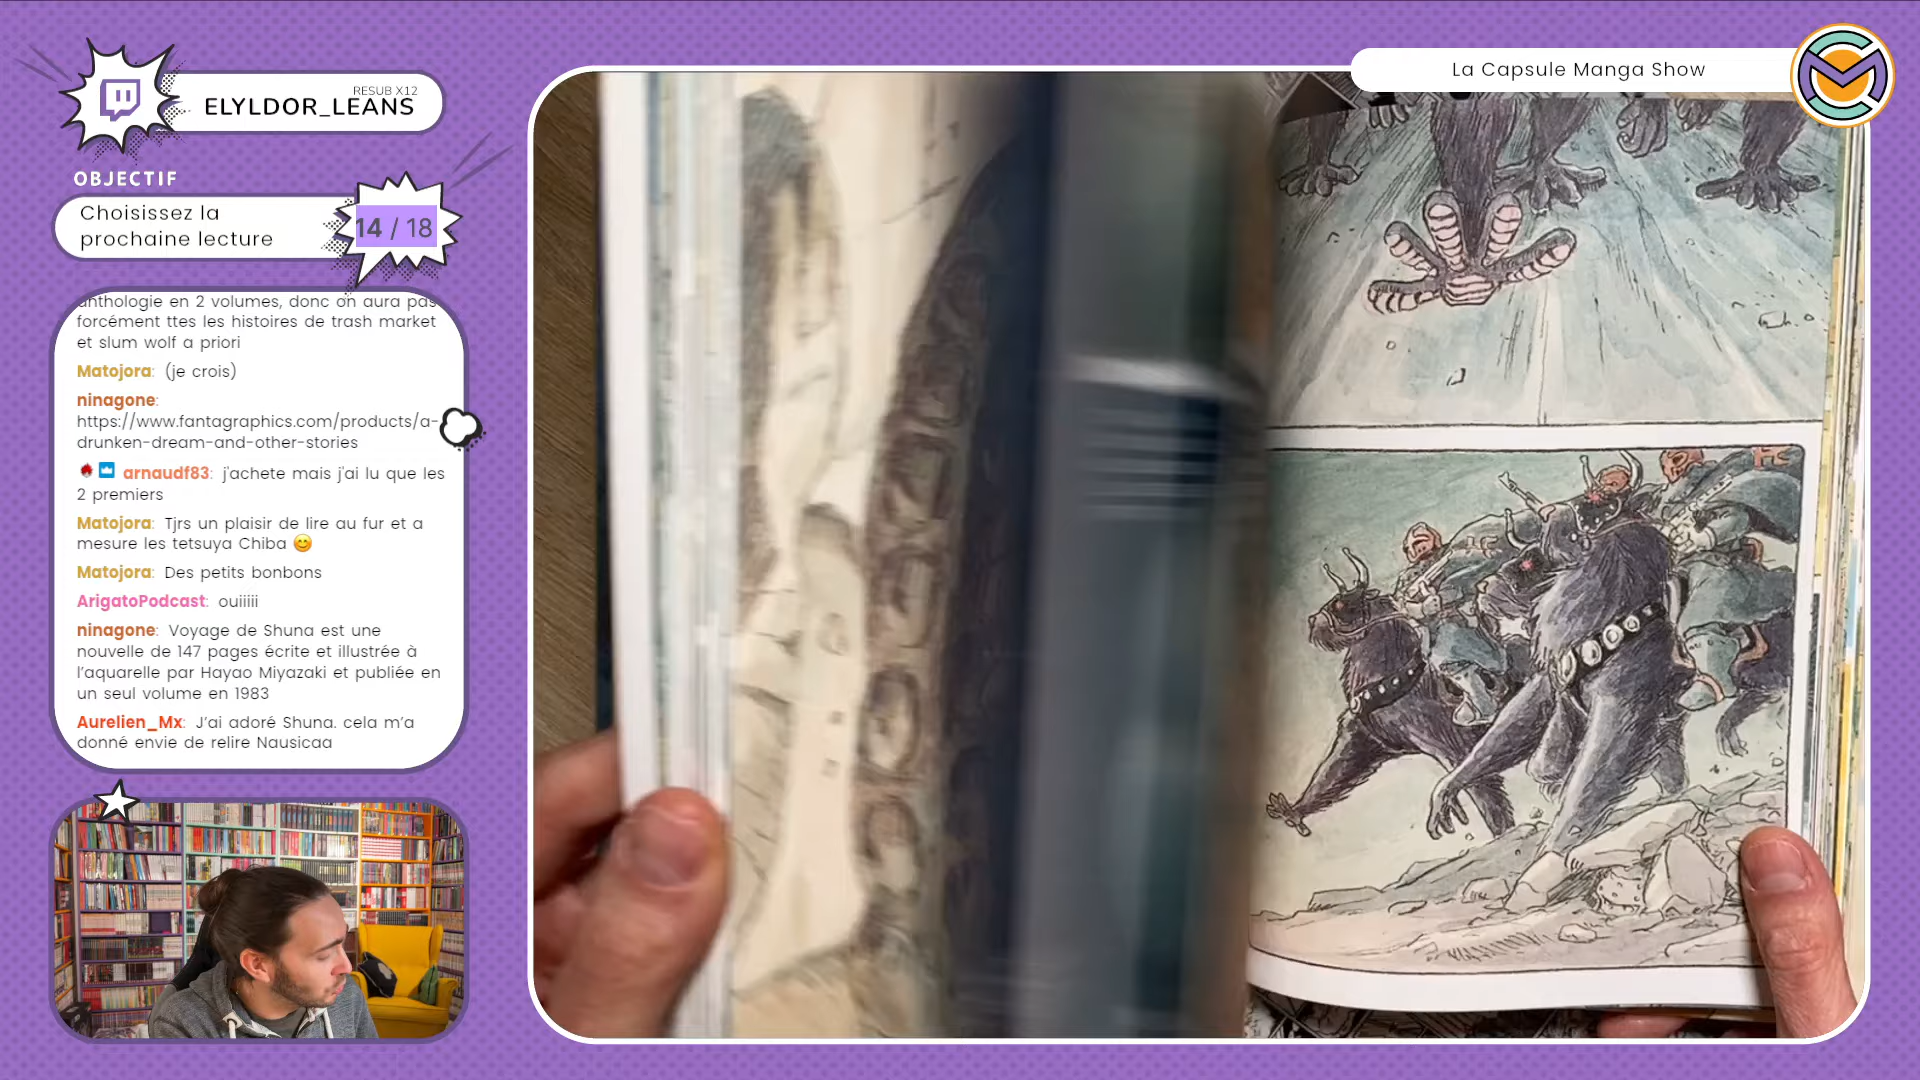 RESUB X12
ELYLDOR_LEANS
OBJECTIF
Choisissez la
prochaine lecture
14 / 18
anthologie en 2 volumes, donc on aura pas
forcément ttes les histoires de trash market
et slum wolf a priori
Matojora: (je crois)
ninagone:
https://www.fantagraphics.com/products/a-
drunken-dream-and-other-stories
arnaudf83: j'achete mais j'ai lu que les
2 premiers
Matojora: Tjrs un plaisir de lire au fur et a
mesure les tetsuya Chiba 😊
Matojora: Des petits bonbons
ArigatoPodcast: ouiiiii
ninagone: Voyage de Shuna est une
nouvelle de 147 pages écrite et illustrée à
l’aquarelle par Hayao Miyazaki et publiée en
un seul volume en 1983
Aurelien_Mx: J’ai adoré Shuna. cela m’a
donné envie de relire Nausicaa
La Capsule Manga Show